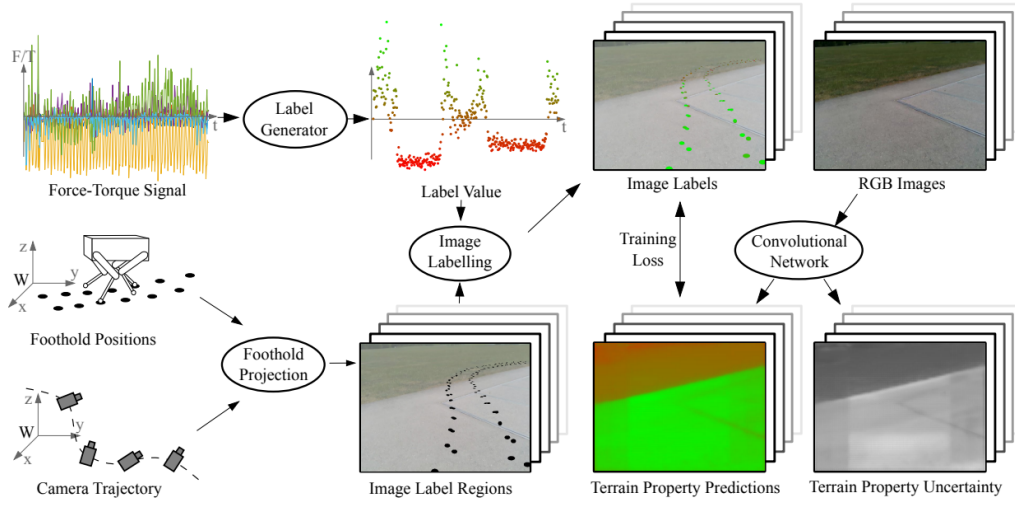 F/T
t
Force-Torque Signal
Label
Generator
t
Label Value
Image Labels
RGB Images
Image
Labelling
Training
Loss
Convolutional
Network
z
W
y
x
Foothold Positions
Foothold
Projection
z
W
y
x
Camera Trajectory
Image Label Regions
Terrain Property Predictions
Terrain Property Uncertainty